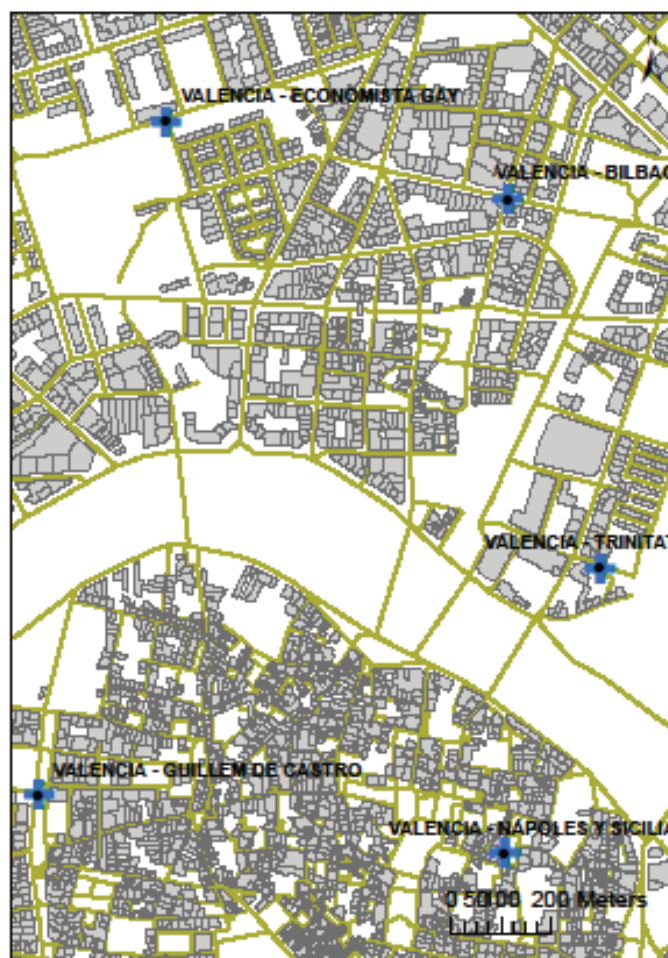 N
VALENCIA - ECONOMISTA GAY
VALENCIA - BILBAO
VALENCIA - TRINITAT
VALENCIA - GUILLEM DE CASTRO
VALENCIA - NÁPOLES Y SICILIA
0 50100 200 Meters